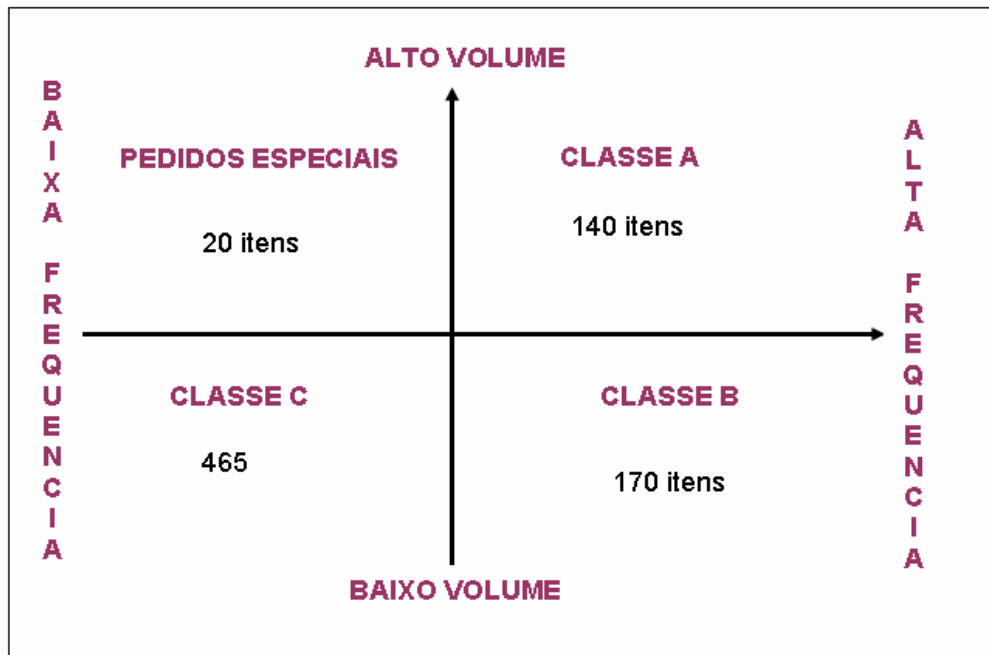 ALTO VOLUME
BAIXA FREQUENCIA
PEDIDOS ESPECIAIS
20 itens
CLASSE A
140 itens
ALTA FREQUENCIA
CLASSE C
465
CLASSE B
170 itens
BAIXO VOLUME